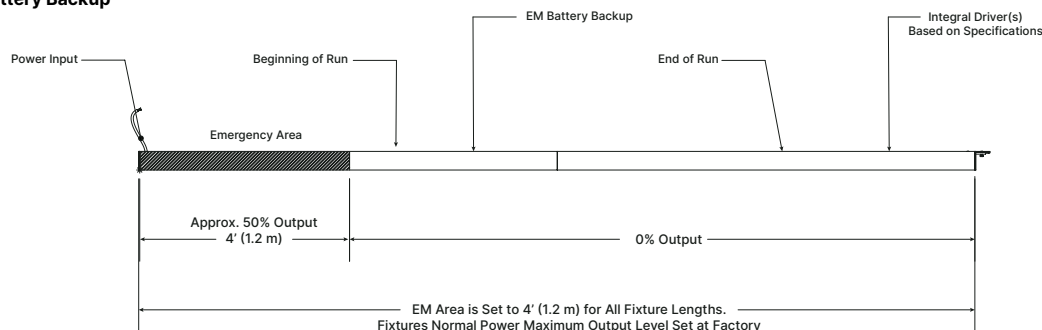 ttery Backup
EM Battery Backup
Integral Driver(s)
Based on Specifications
Power Input
Beginning of Run
End of Run
Emergency Area
Approx. 50% Output
4' (1.2 m)
0% Output
EM Area is Set to 4' (1.2 m) for All Fixture Lengths.
Fixtures Normal Power Maximum Output Level Set at Factory